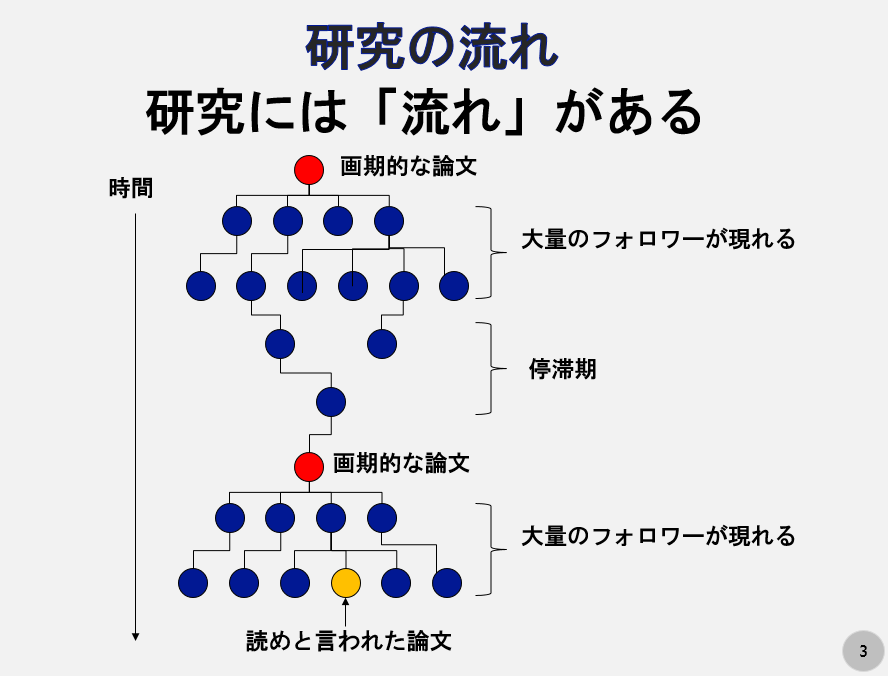 研究の流れ
研究には「流れ」がある
画期的な論文
時間
大量のフォロワーが現れる
停滞期
画期的な論文
大量のフォロワーが現れる
読めと言われた論文
3